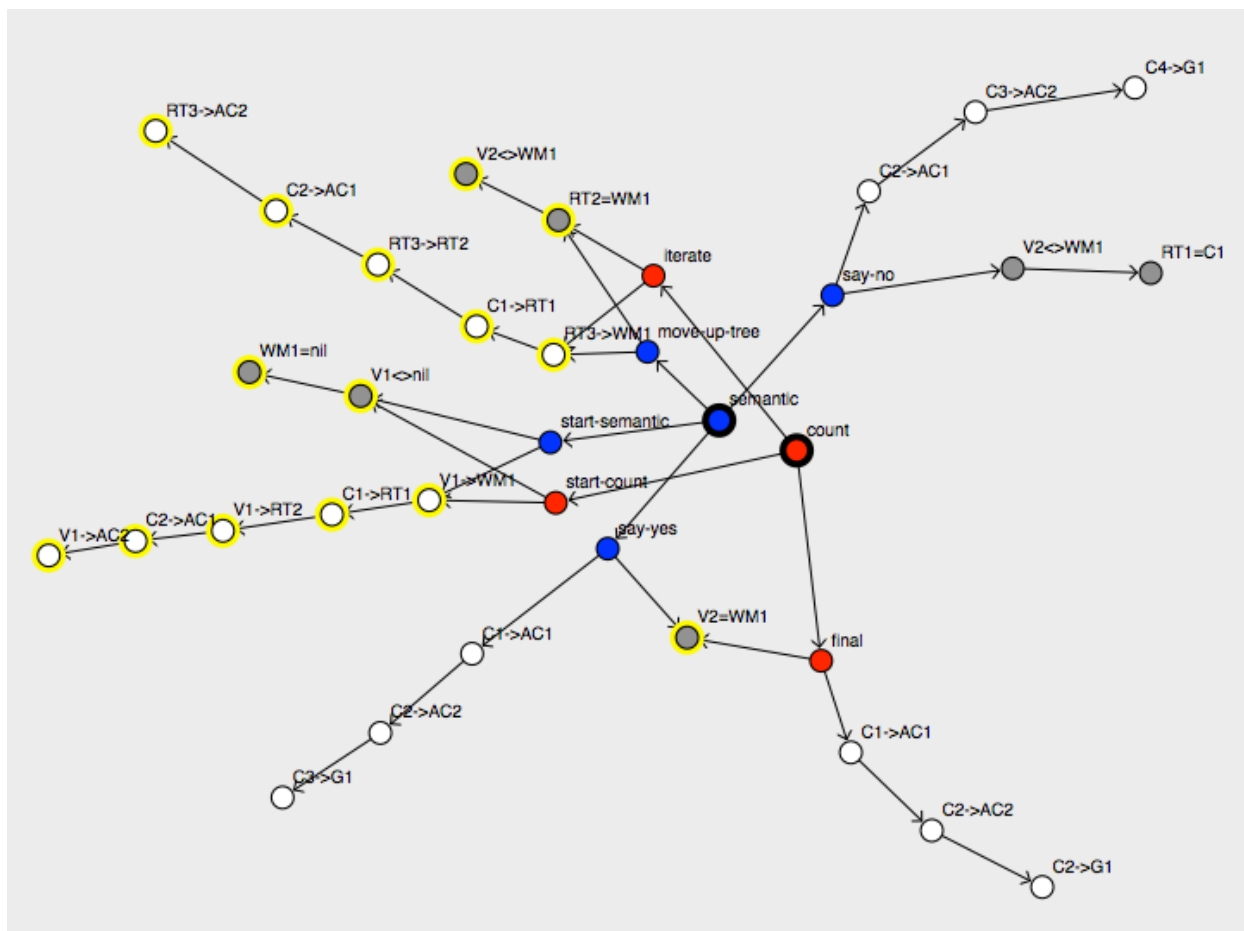 C4->G1
C3->AC2
RT3->AC2
V2<>WM1
C2->AC1
C2->AC1
RT2=WM1
RT3->RT2
V2<>WM1
RT1=C1
iterate
say-no
C1->RT1
RT3->WM1
move-up-tree
WM1=nil
V1<>nil
semantic
start-semantic
count
V1->WM1
start-count
C1->RT1
V1->RT2
C2->AC1
V1->AC2
say-yes
V2=WM1
C1->AC1
final
C2->AC2
C1->AC1
C3->G1
C2->AC2
C2->G1